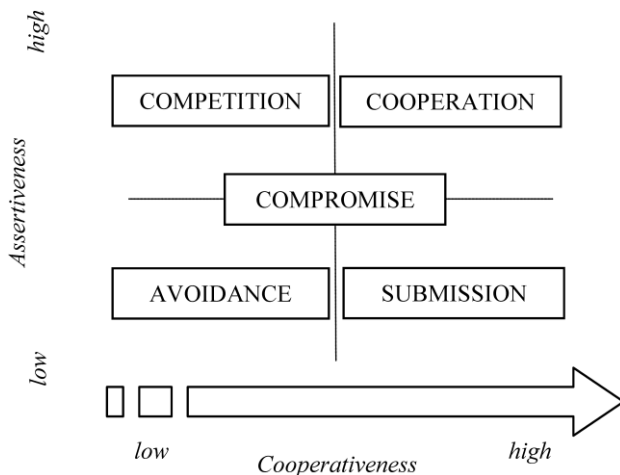 high
COMPETITION
COOPERATION
Assertiveness
COMPROMISE
AVOIDANCE
SUBMISSION
low
low
high
Cooperativeness